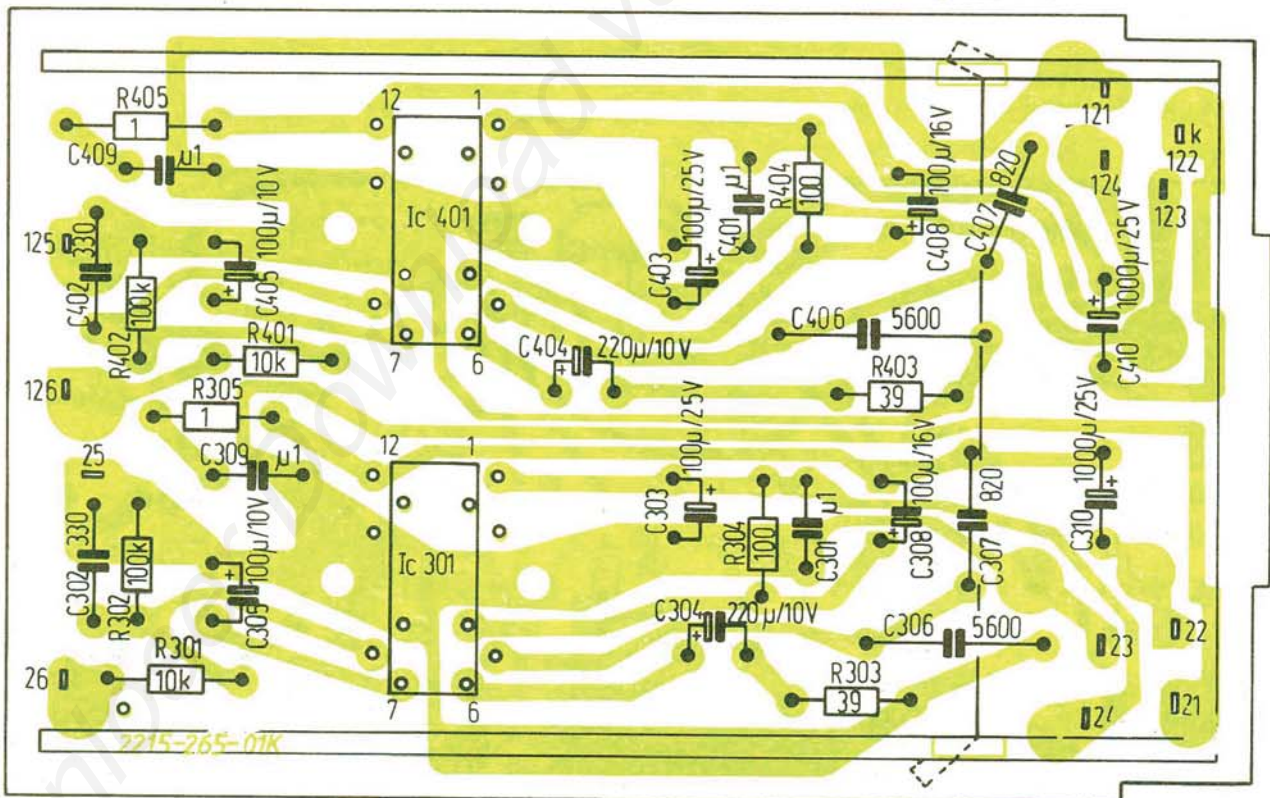 R405
1
12
1
C409
µ1
121
k
122
124
123
125
330
C402
100k
R402
100µ/10V
C405
Ic 401
100µ/25V
C403
µ1
C401
R404
100
100µ/16V
C408
820
C407
1000µ/25V
C410
R401
10k
7
6
C404
220µ/10V
C406
5600
R403
39
126
R305
1
25
C309
µ1
12
1
330
C302
100k
R302
100µ/10V
C305
Ic 301
100µ/25V
C303
R304
100
µ1
C301
100µ/16V
C308
820
C307
1000µ/25V
C310
C304
220µ/10V
C306
5600
22
23
26
R301
10k
7
6
R303
39
24
21
2215-265-01K